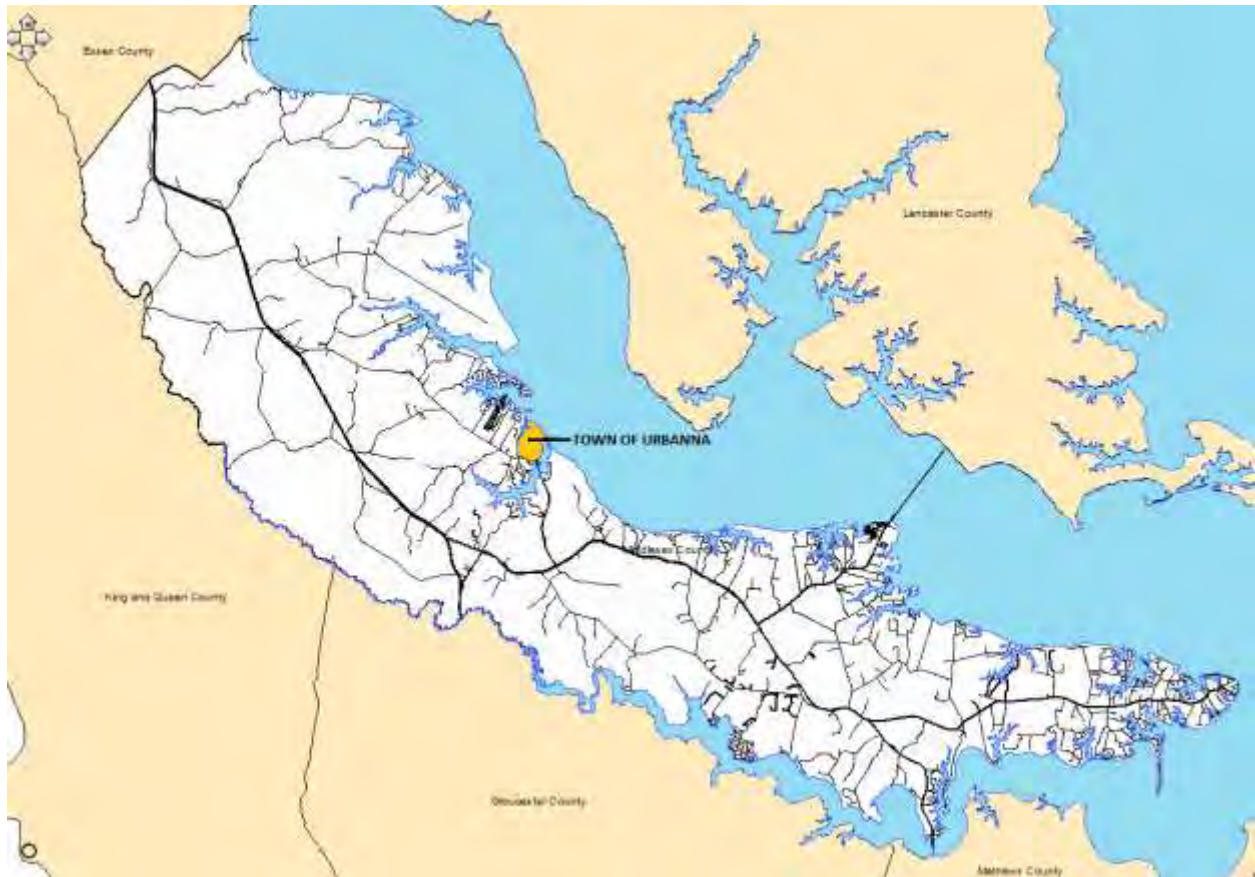 Essex County
Lancaster County
TOWN OF URBANNA
Middlesex County
King and Queen County
Gloucester County
Mathews County